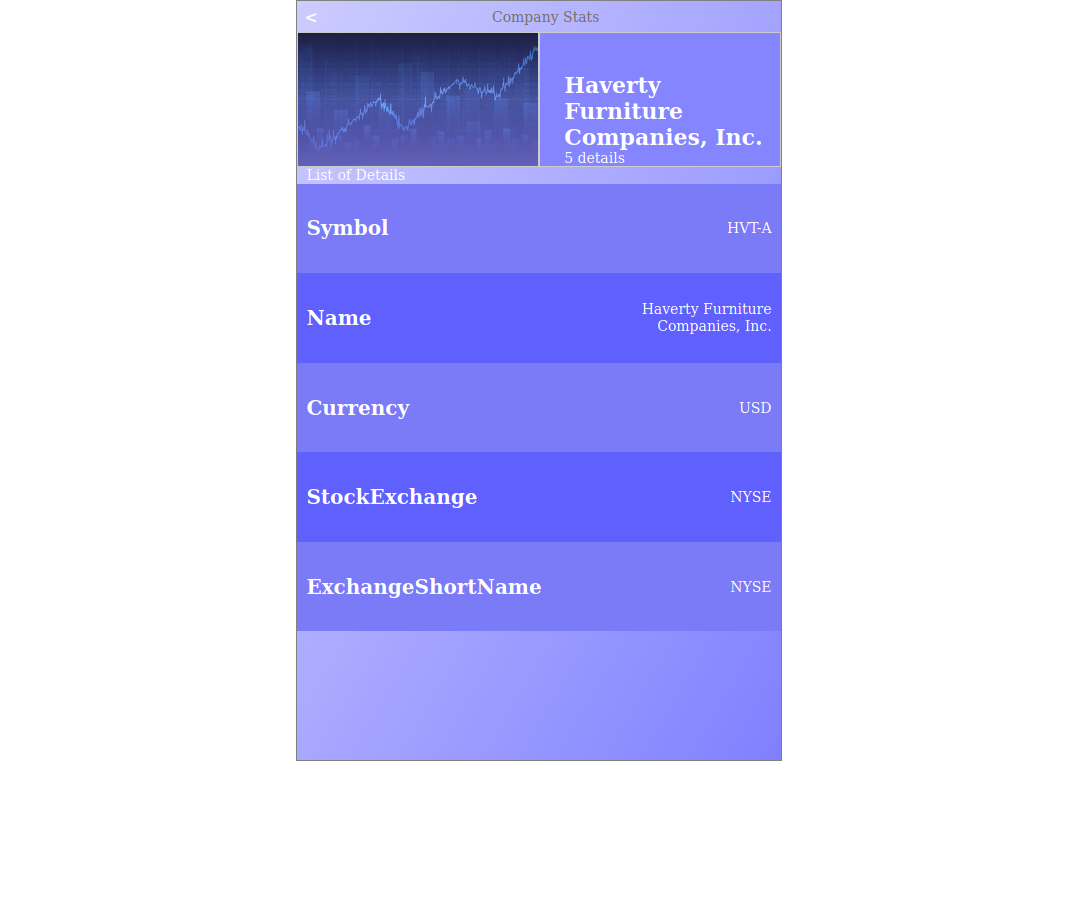 <
Company Stats
Haverty
Furniture
Companies, Inc.
5 details
List of Details
Symbol
HVT-A
Name
Haverty Furniture
Companies, Inc.
Currency
USD
StockExchange
NYSE
ExchangeShortName
NYSE